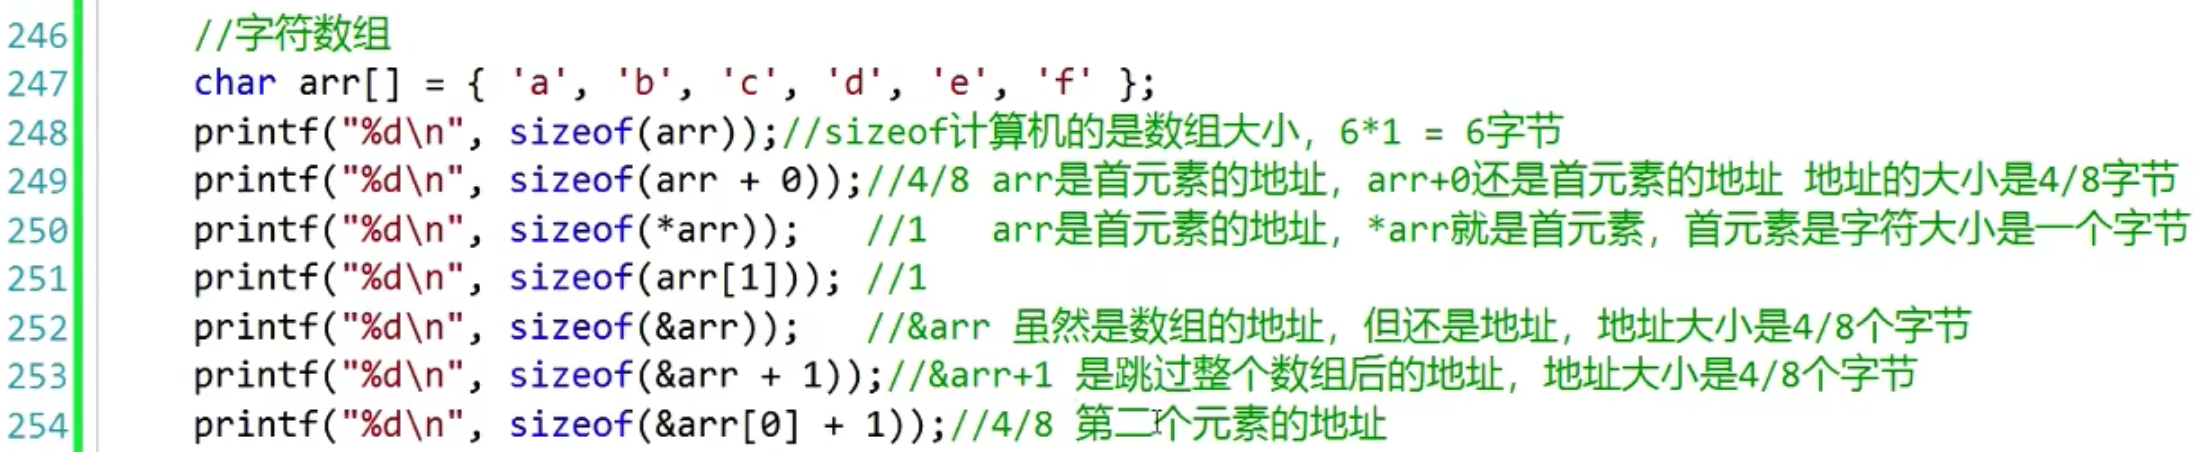 246 //字符数组
247 char arr[] = { 'a', 'b', 'c', 'd', 'e', 'f' };
248 printf("%d\n", sizeof(arr));//sizeof计算机的是数组大小，6*1 = 6字节
249 printf("%d\n", sizeof(arr + 0));//4/8 arr是首元素的地址，arr+0还是首元素的地址 地址的大小是4/8字节
250 printf("%d\n", sizeof(*arr)); //1 arr是首元素的地址，*arr就是首元素，首元素是字符大小是一个字节
251 printf("%d\n", sizeof(arr[1])); //1
252 printf("%d\n", sizeof(&arr)); //&arr 虽然是数组的地址，但还是地址，地址大小是4/8个字节
253 printf("%d\n", sizeof(&arr + 1));//&arr+1 是跳过整个数组后的地址，地址大小是4/8个字节
254 printf("%d\n", sizeof(&arr[0] + 1));//4/8 第二个元素的地址